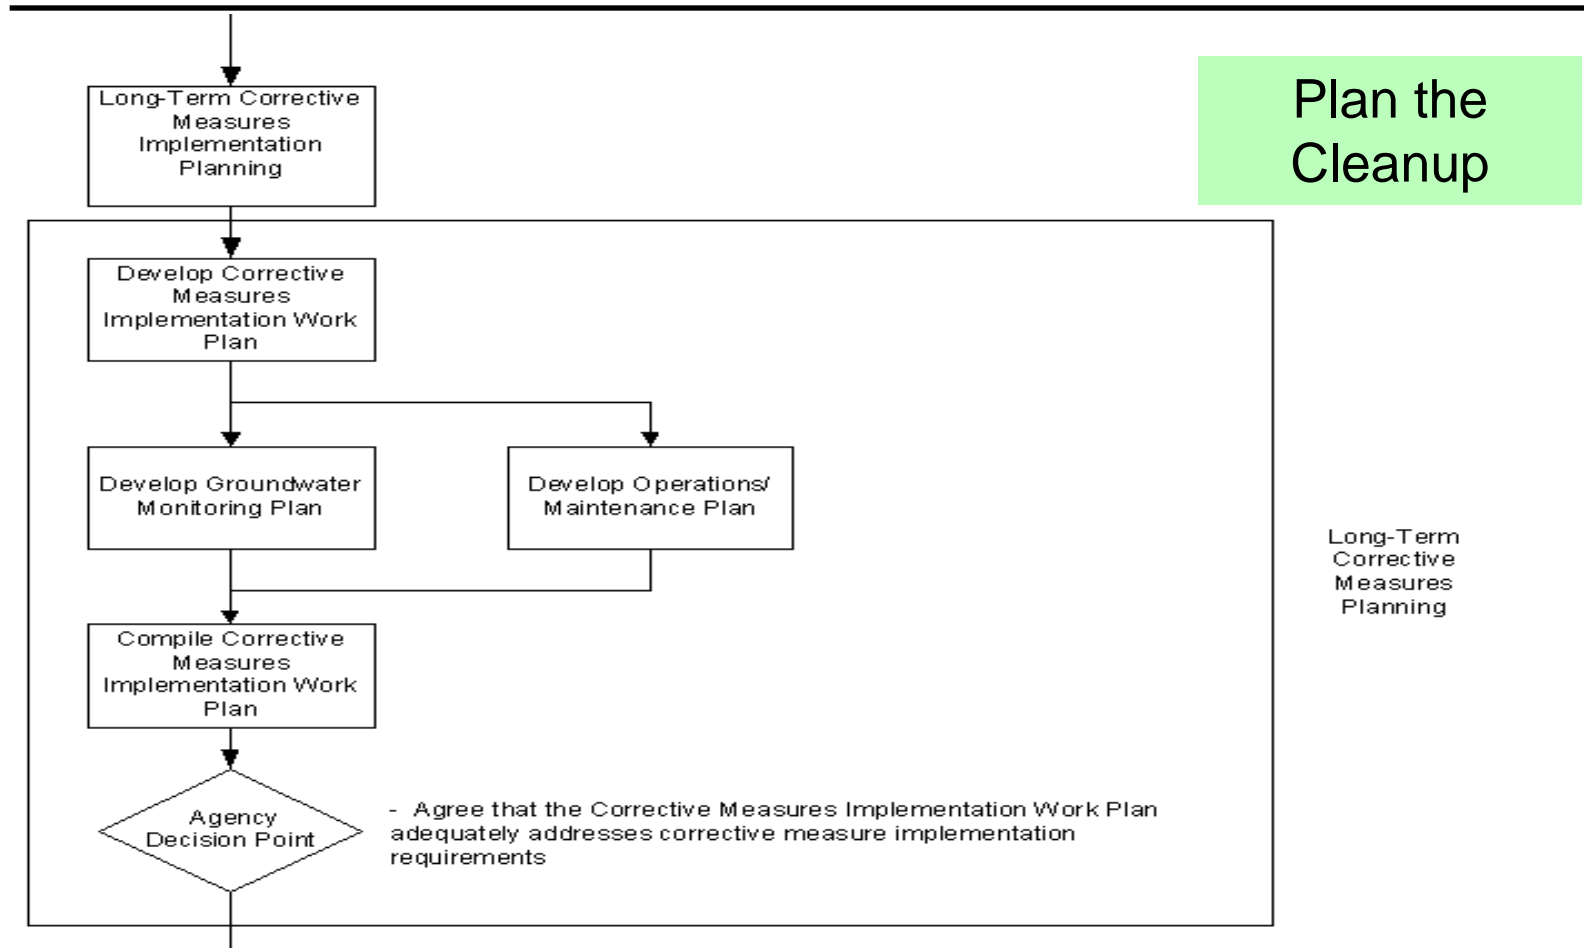 Plan the
Cleanup
Long-Term Corrective
Measures
Implementation
Planning
Develop Corrective
Measures
Implementation Work
Plan
Develop Groundwater
Monitoring Plan
Develop Operations/
Maintenance Plan
Long-Term
Corrective
Measures
Planning
Compile Corrective
Measures
Implementation Work
Plan
Agency
Decision Point
- Agree that the Corrective Measures Implementation Work Plan
adequately addresses corrective measure implementation
requirements